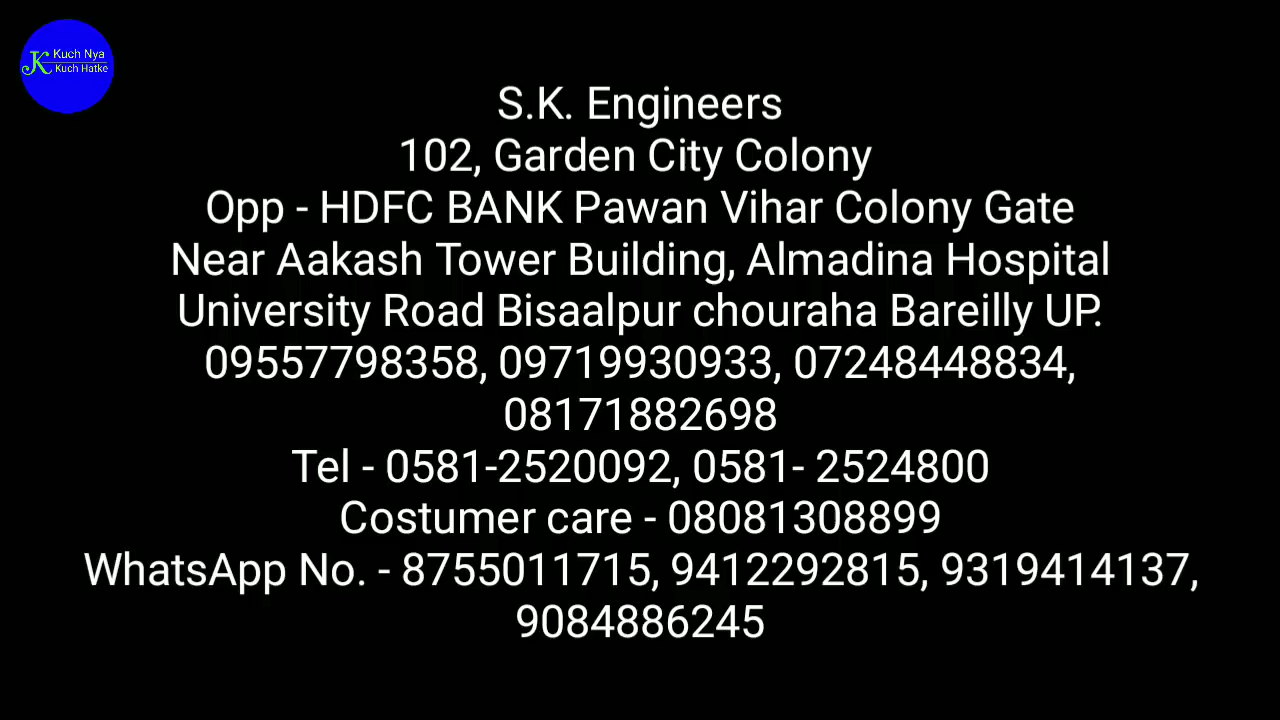 Kuch Nya
Kuch Hatke
S.K. Engineers
102, Garden City Colony
Opp - HDFC BANK Pawan Vihar Colony Gate
Near Aakash Tower Building, Almadina Hospital
University Road Bisaalpur chouraha Bareilly UP.
09557798358, 09719930933, 07248448834,
08171882698
Tel - 0581-2520092, 0581- 2524800
Costumer care - 08081308899
WhatsApp No. - 8755011715, 9412292815, 9319414137,
9084886245